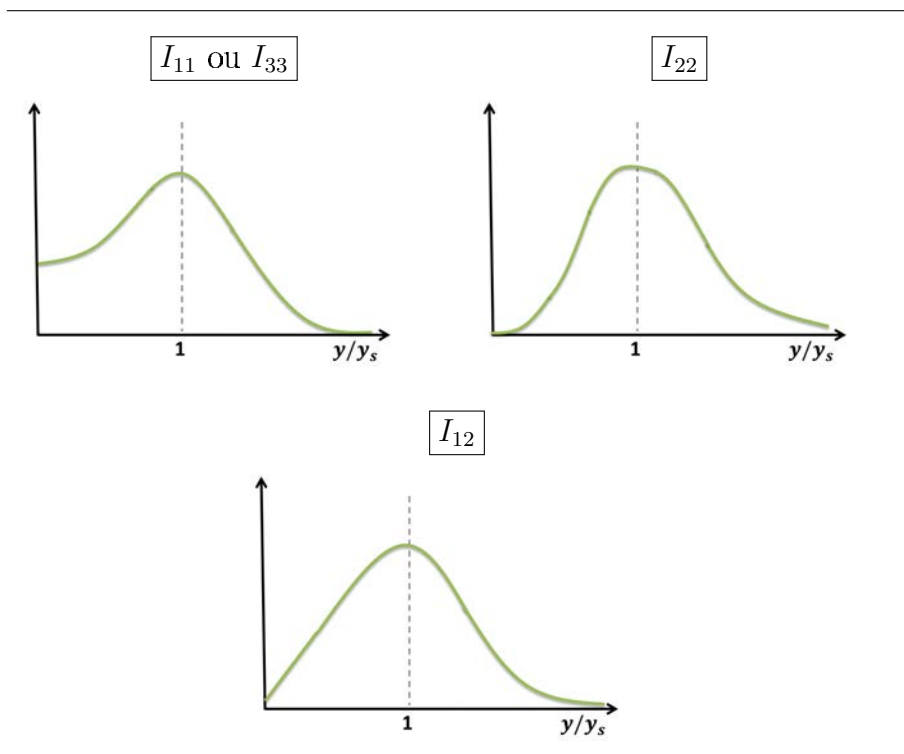 I₁₁ ou I₃₃
I₂₂
1
y/yₛ
1
y/yₛ
I₁₂
1
y/yₛ